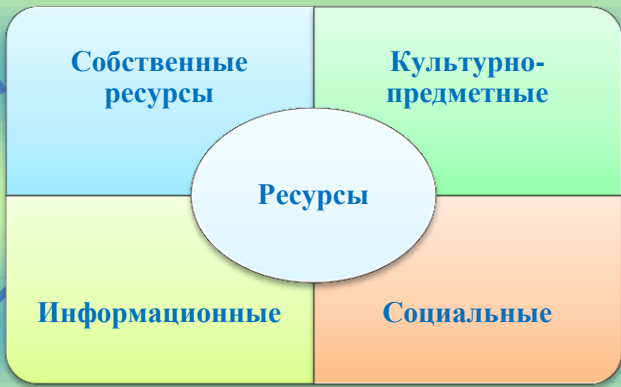 Собственные
ресурсы
Культурно-
предметные
Ресурсы
Информационные
Социальные